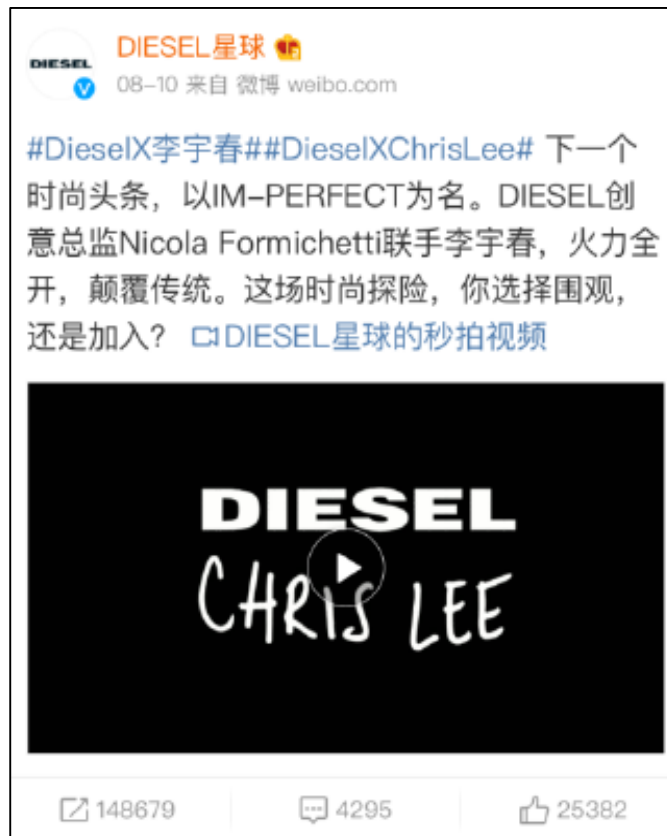 DIESEL
DIESEL星球
08-10 来自 微博 weibo.com
#DieselX李宇春##DieselXChrisLee# 下一个
时尚头条，以IM-PERFECT为名。DIESEL创
意总监Nicola Formichetti联手李宇春，火力全
开，颠覆传统。这场时尚探险，你选择围观，
还是加入？ DIESEL星球的秒拍视频
DIESEL
CHRIS LEE
148679 4295 25382